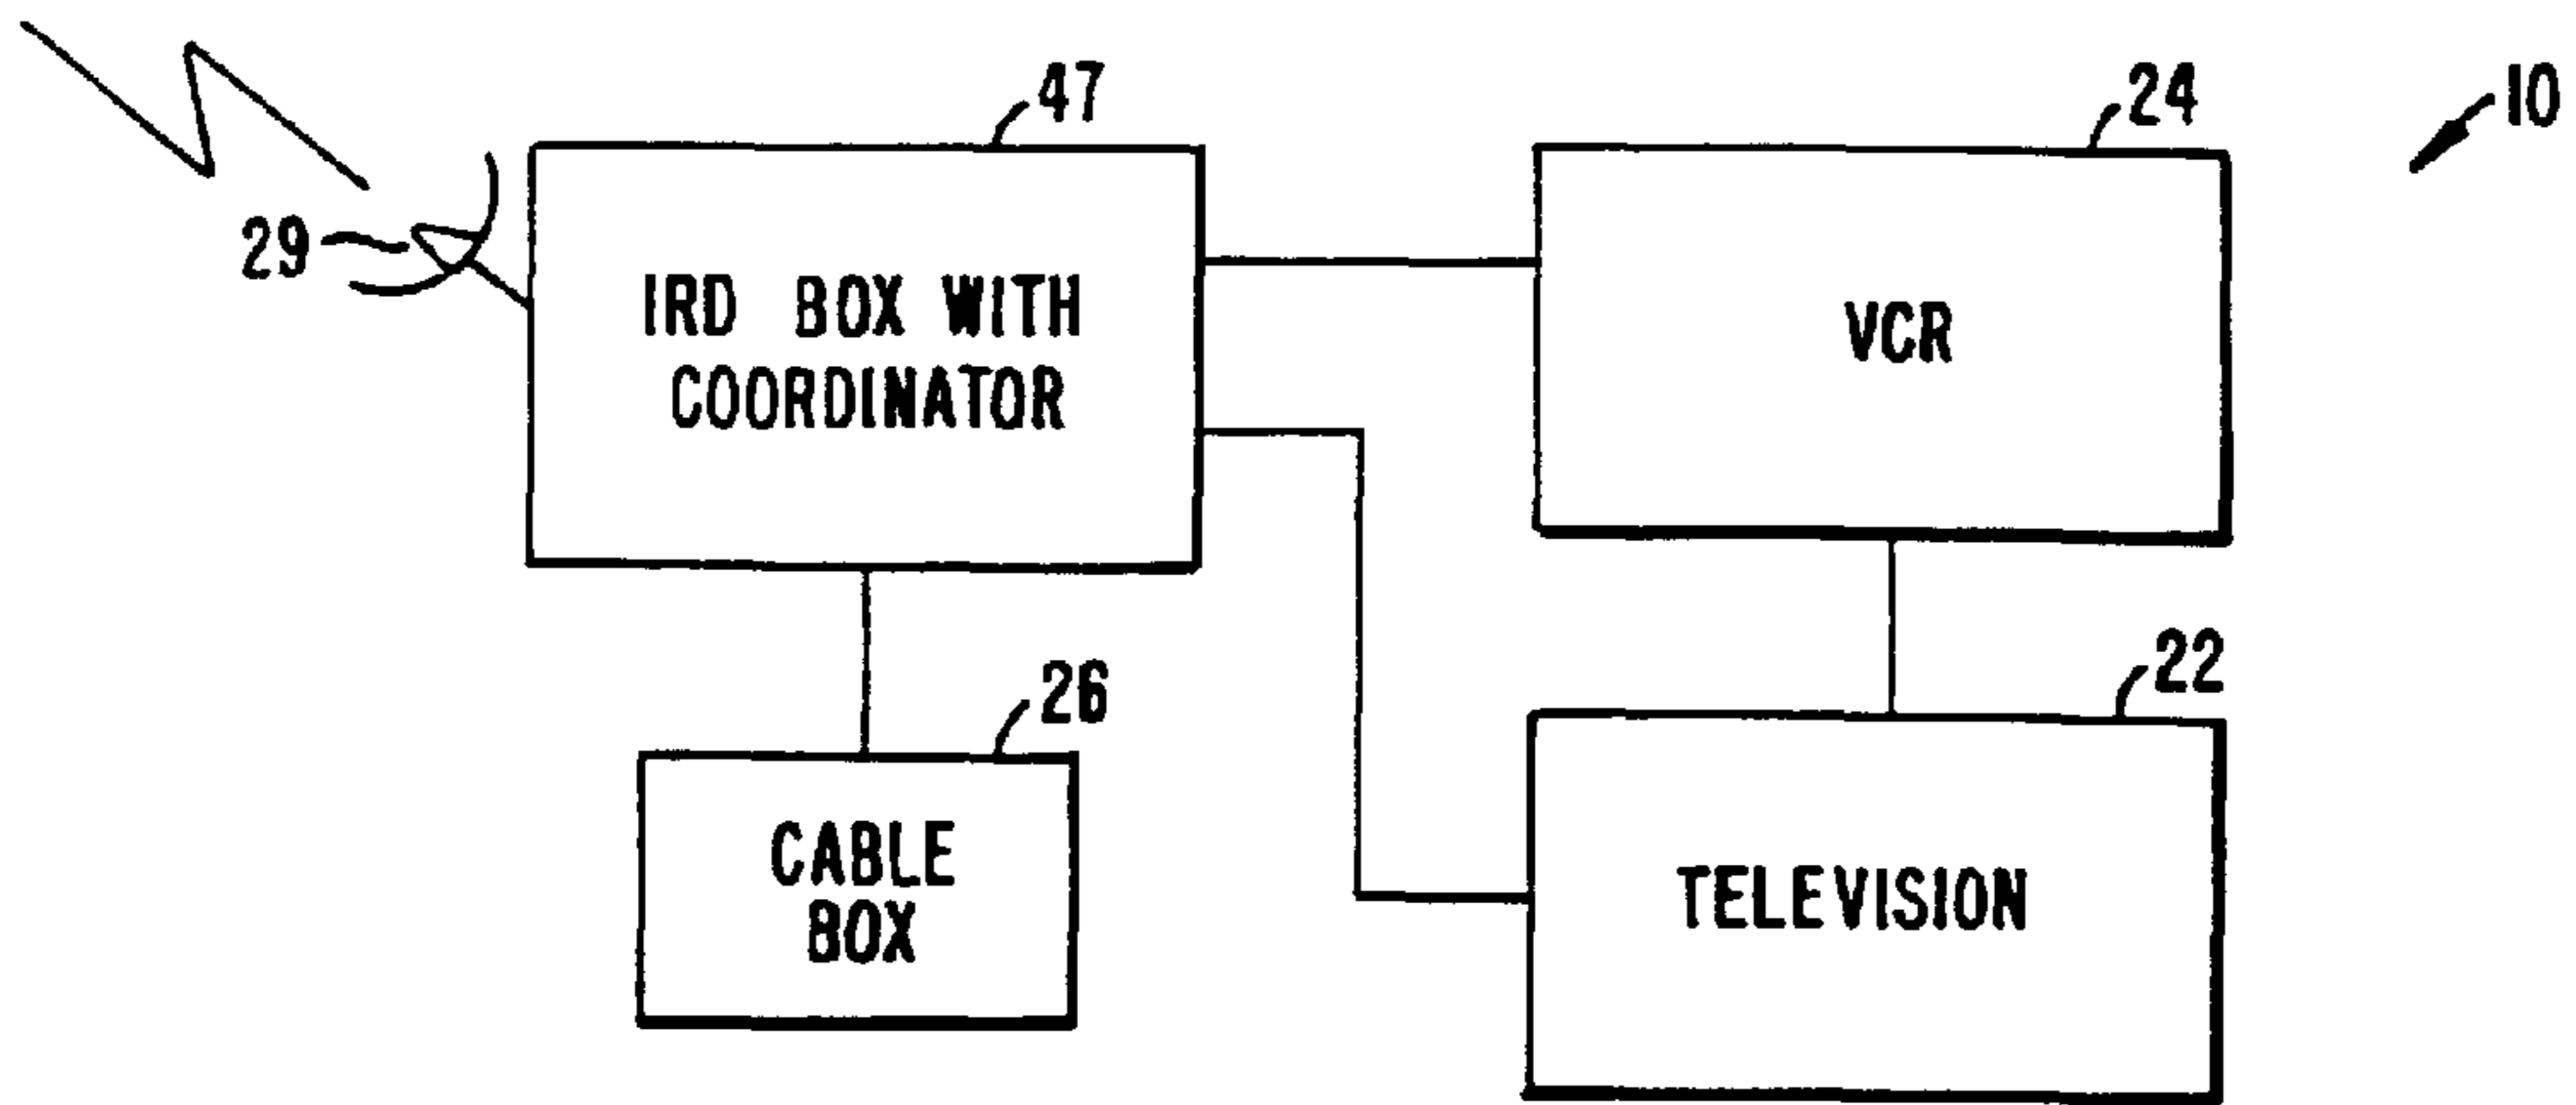 47
24
10
29
IRD BOX WITH
COORDINATOR
VCR
26
22
CABLE
BOX
TELEVISION